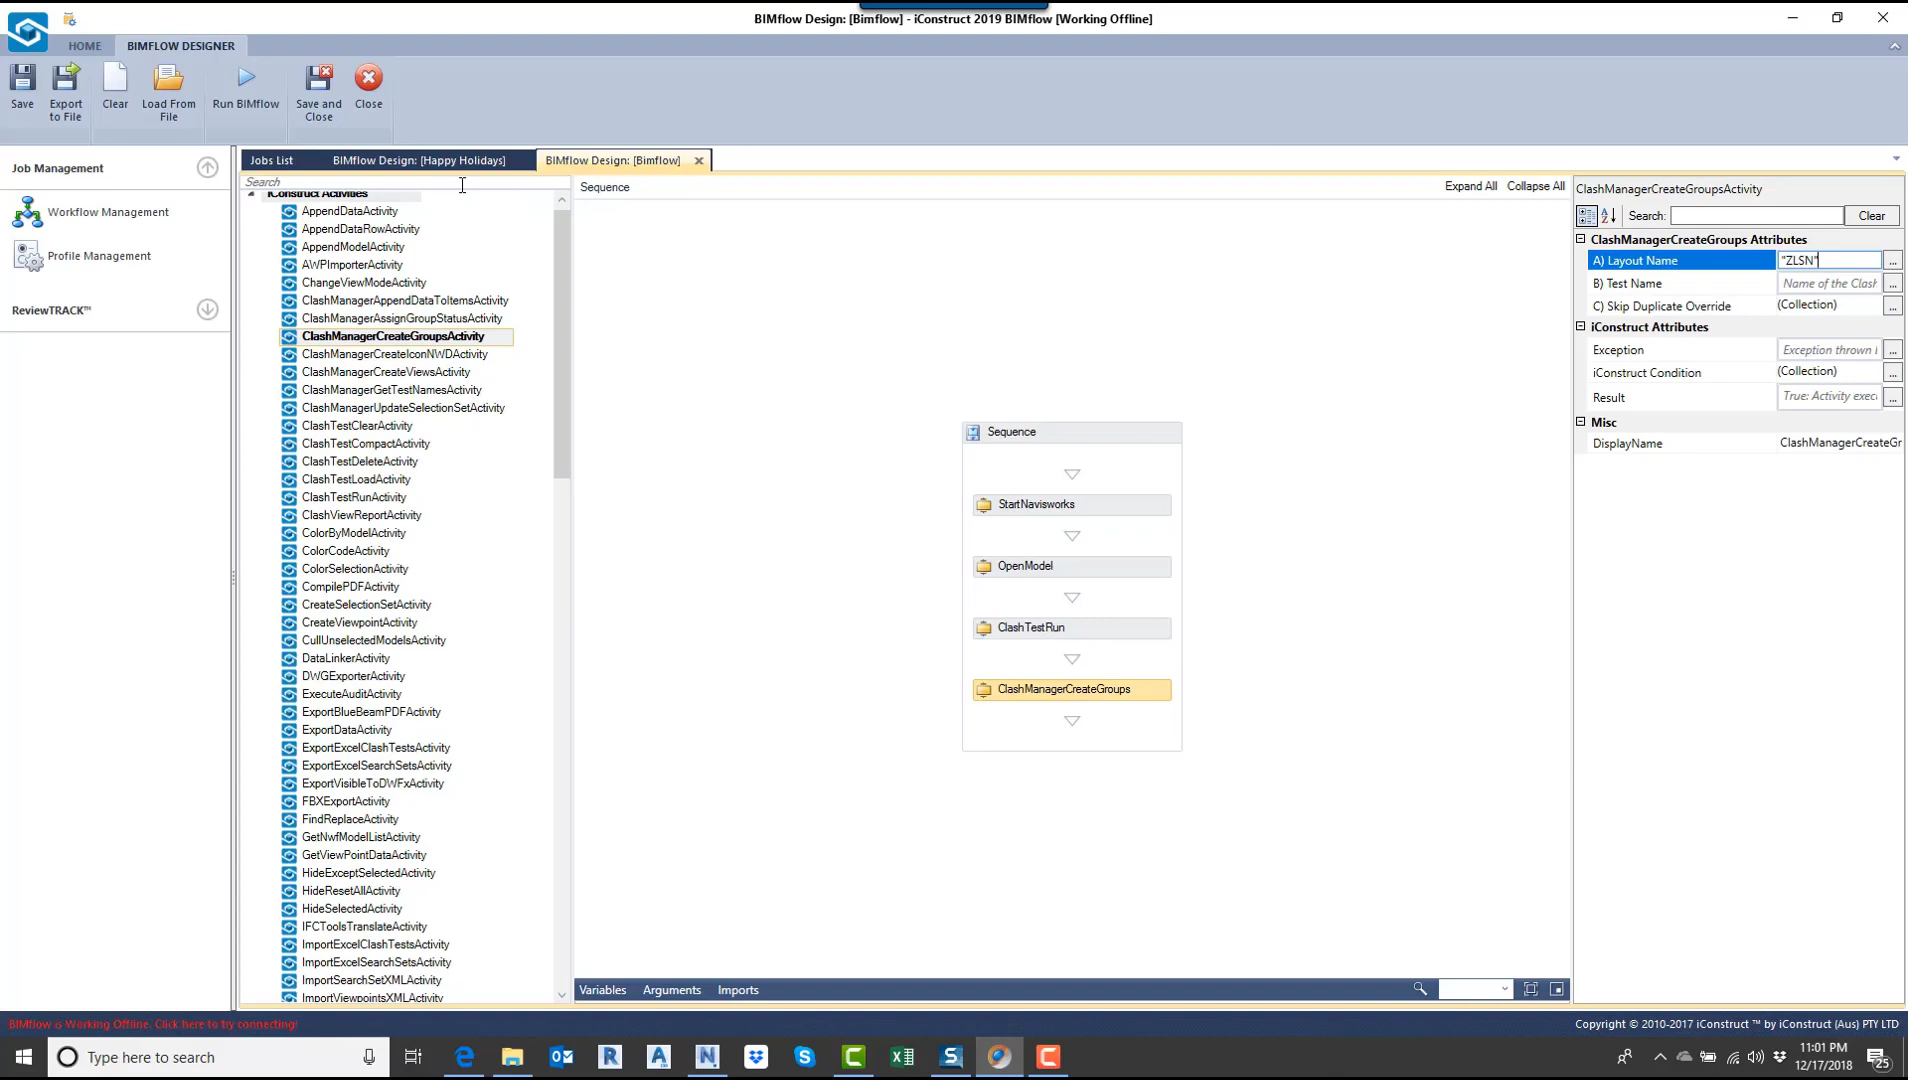 BIMflow Design: [Bimflow] - iConstruct 2019 BIMflow [Working Offline]
HOME
BIMFLOW DESIGNER
Save
Export to File
Clear
Load From File
Run BIMflow
Save and Close
Close
Job Management
Workflow Management
Profile Management
ReviewTRACK™
Jobs List
BIMflow Design: [Happy Holidays]
BIMflow Design: [Bimflow]
Search
iConstruct Activities
AppendDataActivity
AppendDataRowActivity
AppendModelActivity
AWPImporterActivity
ChangeViewModeActivity
ClashManagerAppendDataToItemsActivity
ClashManagerAssignGroupStatusActivity
ClashManagerCreateGroupsActivity
ClashManagerCreateIconNWDActivity
ClashManagerCreateViewsActivity
ClashManagerGetTestNamesActivity
ClashManagerUpdateSelectionSetActivity
ClashTestClearActivity
ClashTestCompactActivity
ClashTestDeleteActivity
ClashTestLoadActivity
ClashTestRunActivity
ClashViewReportActivity
ColorByModelActivity
ColorCodeActivity
ColorSelectionActivity
CompilePDFActivity
CreateSelectionSetActivity
CreateViewpointActivity
CullUnselectedModelsActivity
DataLinkerActivity
DWGExporterActivity
ExecuteAuditActivity
ExportBlueBeamPDFActivity
ExportDataActivity
ExportExcelClashTestsActivity
ExportExcelSearchSetsActivity
ExportVisibleToDWFxActivity
FBXExportActivity
FindReplaceActivity
GetNwfModelListActivity
GetViewPointDataActivity
HideExceptSelectedActivity
HideResetAllActivity
HideSelectedActivity
IFCToolsTranslateActivity
ImportExcelClashTestsActivity
ImportExcelSearchSetsActivity
ImportSearchSetXMLActivity
ImportViewpointsXMLActivity
Sequence
Expand All
Collapse All
Sequence
StartNavisworks
OpenModel
ClashTestRun
ClashManagerCreateGroups
Variables
Arguments
Imports
ClashManagerCreateGroupsActivity
Search:
Clear
ClashManagerCreateGroups Attributes
A) Layout Name "ZLSN" ...
B) Test Name Name of the Clash ...
C) Skip Duplicate Override (Collection) ...
iConstruct Attributes
Exception Exception thrown ...
iConstruct Condition (Collection) ...
Result True: Activity exec ...
Misc
DisplayName ClashManagerCreateGr
BIMflow is Working Offline. Click here to try connecting!
Copyright © 2010-2017 iConstruct ™ by iConstruct (Aus) PTY LTD
Type here to search
11:01 PM
12/17/2018
25